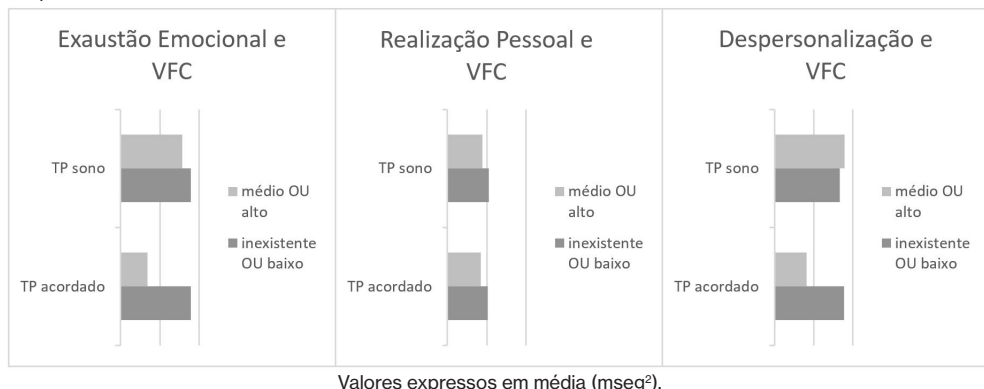 Exaustão Emocional e
VFC
TP sono
TP acordado
médio OU
alto
inexistente
OU baixo
Realização Pessoal e
VFC
TP sono
TP acordado
médio OU
alto
inexistente
OU baixo
Despersonalização e
VFC
TP sono
TP acordado
médio OU
alto
inexistente
OU baixo
Valores expressos em média (mseg²).